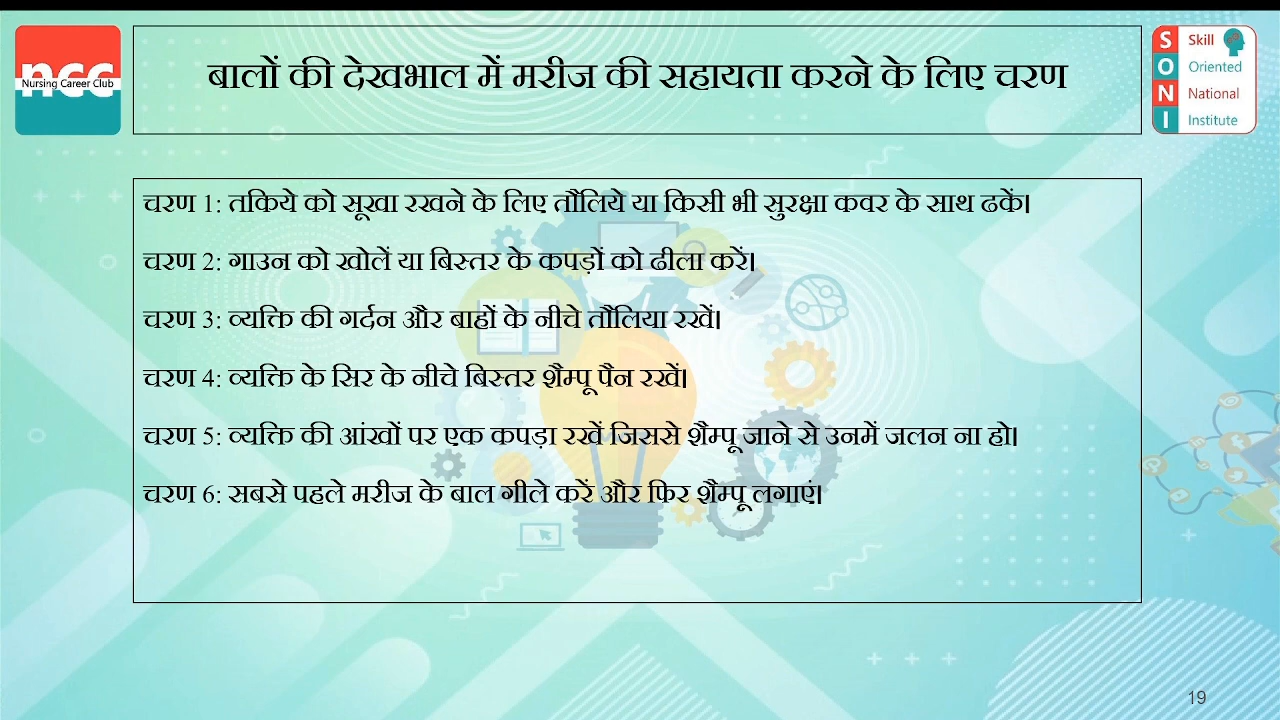 ncc
Nursing Career Club
बालों की देखभाल में मरीज की सहायता करने के लिए चरण
S Skill
O Oriented
N National
I Institute
चरण 1: तकिये को सूखा रखने के लिए तौलिये या किसी भी सुरक्षा कवर के साथ ढकें।
चरण 2: गाउन को खोलें या बिस्तर के कपड़ों को ढीला करें।
चरण 3: व्यक्ति की गर्दन और बाहों के नीचे तौलिया रखें।
चरण 4: व्यक्ति के सिर के नीचे बिस्तर शैम्पू पैन रखें।
चरण 5: व्यक्ति की आंखों पर एक कपड़ा रखें जिससे शैम्पू जाने से उनमें जलन ना हो।
चरण 6: सबसे पहले मरीज के बाल गीले करें और फिर शैम्पू लगाएं।
19